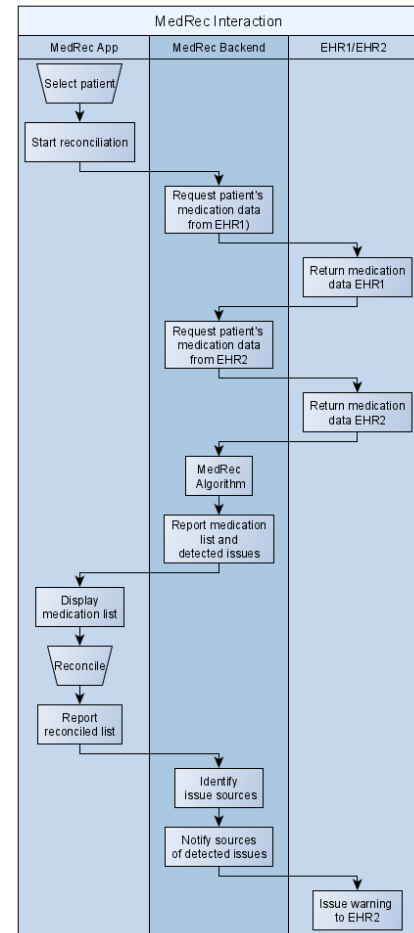 MedRec Interaction
MedRec App
MedRec Backend
EHR1/EHR2
Select patient
Start reconciliation
Request patient's
medication data
from EHR1)
Return medication
data EHR1
Request patient's
medication data
from EHR2
Return medication
data EHR2
MedRec
Algorithm
Report medication
list and
detected issues
Display
medication list
Reconcile
Report
reconciled list
Identify
issue sources
Notify sources
of detected issues
Issue warning
to EHR2